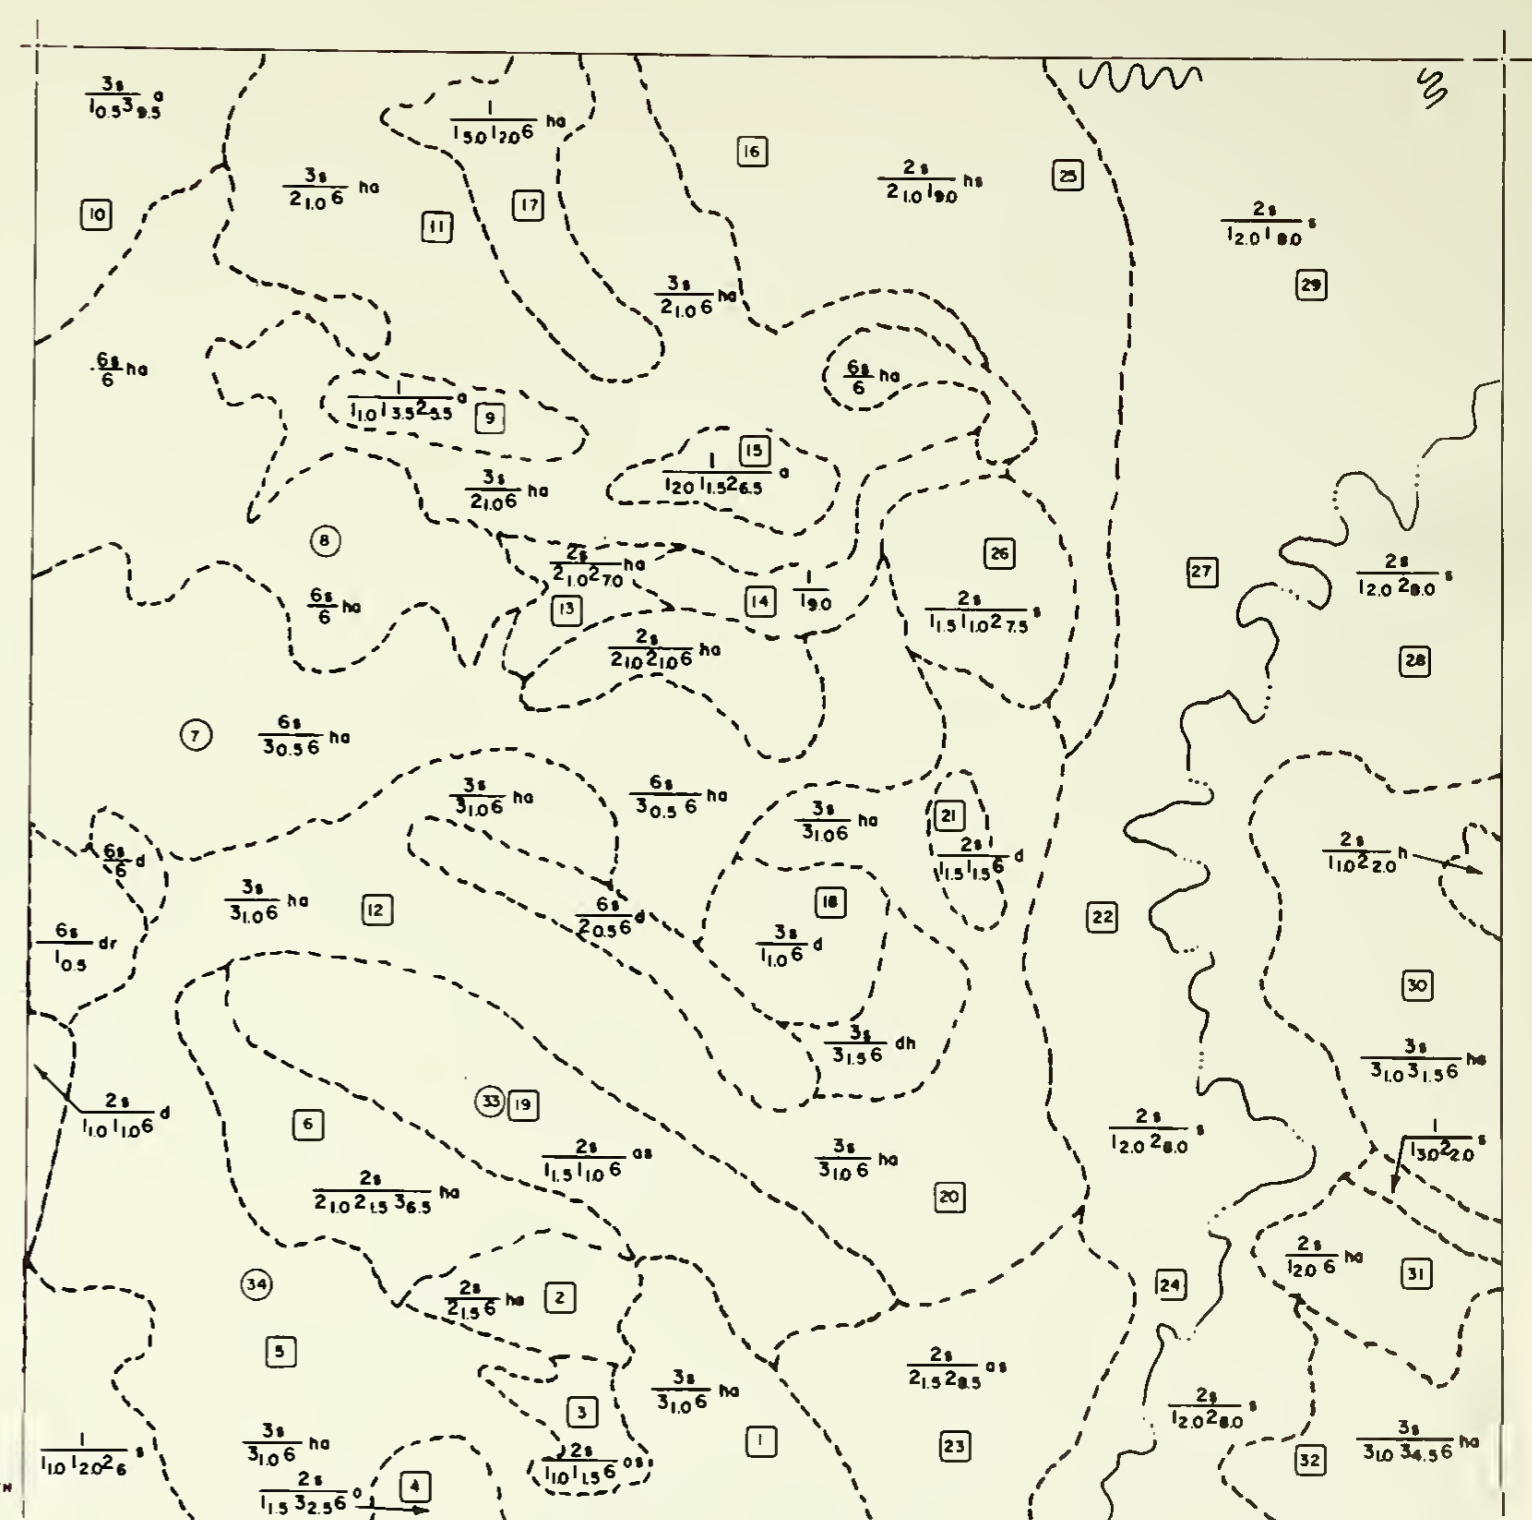 3s
1₀.₅3₉.₅ a
10
3s
2₁.₀6 ha
11
1
1₅.₀1₂.₀6 ha
17
16
2s
2₁.₀1₉.₀ hs
25
2s
1₂.₀1₈.₀ s
29
3s
2₁.₀6 ha
6s
6 ha
6s
6 ha
1
1₁.₀1₃.₅2₅.₅ a
9
15
1
1₂.₀1₁.₅2₆.₅ a
3s
2₁.₀6 ha
8
6s
6 ha
2s
2₁.₀2₇.₀ ha
13
14
1
1₉.₀
26
2s
1₁.₅1₁.₀2₇.₅ s
27
2s
1₂.₀2₈.₀ s
28
2s
2₁.₀2₁.₀6 ha
7
6s
3₀.₅6 ha
3s
3₁.₀6 ha
6s
3₀.₅6 ha
3s
3₁.₀6 ha
21
2s
1₁.₅1₁.₅6 d
2s
1₁.₀2₂.₀ h
6s
6 d
3s
3₁.₀6 ha
12
6s
2₀.₅6 d
18
3s
1₁.₀6 d
22
6s
1₀.₅ dr
30
3s
3₁.₅6 dh
3s
3₁.₀3₁.₅6 hs
2s
1₁.₀1₁.₀6 d
6
33
19
2s
1₁.₅1₁.₀6 as
3s
3₁.₀6 ha
2s
1₂.₀2₈.₀ s
1
1₃.₀2₂.₀ s
2s
2₁.₀2₁.₅3₆.₅ ha
20
34
2s
2₁.₅6 ha
2
24
2s
1₂.₀6 ha
31
5
3s
3₁.₀6 ha
2s
2₁.₅2₈.₅ as
3
2s
1₁.₀1₁.₅6 as
1
23
2s
1₂.₀2₈.₀ s
32
3s
3₁.₀3₄.₅6 ha
1
1₁.₀1₂.₀2₆ s
3s
3₁.₀6 ha
2s
1₁.₅3₂.₅6 a
4